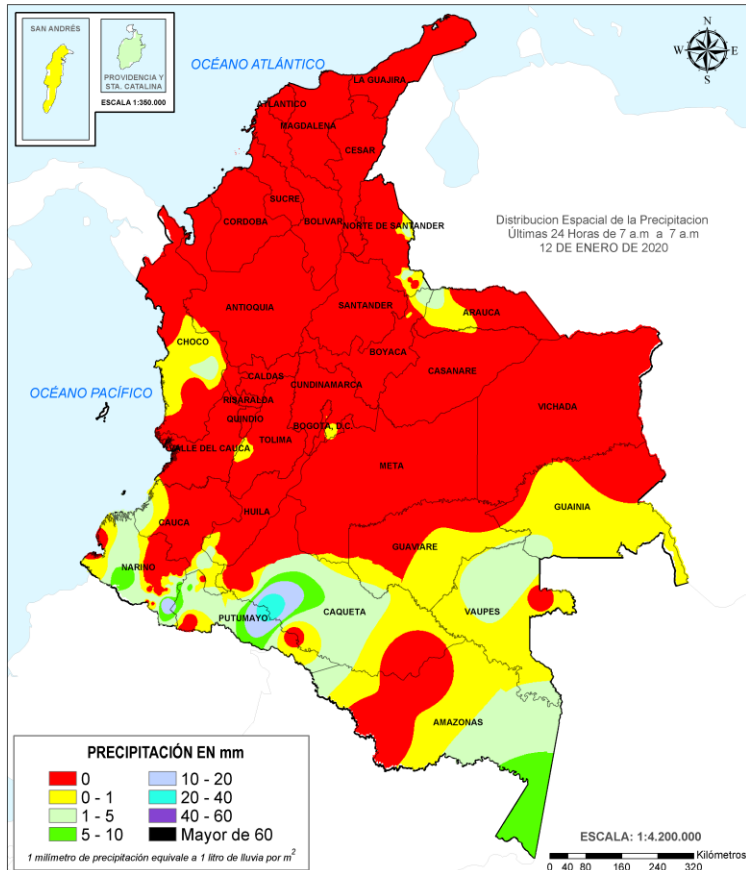 SAN ANDRÉS
PROVIDENCIA Y
STA. CATALINA
ESCALA 1:350.000
OCÉANO ATLÁNTICO
N
W
E
S
LA GUAJIRA
ATLANTICO
MAGDALENA
CESAR
SUCRE
CORDOBA
BOLIVAR
NORTE DE SANTANDER
Distribucion Espacial de la Precipitacion
Últimas 24 Horas de 7 a.m a 7 a.m
12 DE ENERO DE 2020
ANTIOQUIA
SANTANDER
ARAUCA
CHOCO
BOYACA
CALDAS
CUNDINAMARCA
CASANARE
OCÉANO PACÍFICO
RISARALDA
VICHADA
QUINDIO
BOGOTA, D.C.
VALLE DEL CAUCA
TOLIMA
META
GUAINIA
CAUCA
HUILA
GUAVIARE
NARIÑO
CAQUETA
VAUPES
PUTUMAYO
AMAZONAS
PRECIPITACIÓN EN mm
0
10 - 20
0 - 1
20 - 40
1 - 5
40 - 60
5 - 10
Mayor de 60
1 milímetro de precipitación equivale a 1 litro de lluvia por m²
ESCALA: 1:4.200.000
Kilómetros
0 40 80 160 240 320